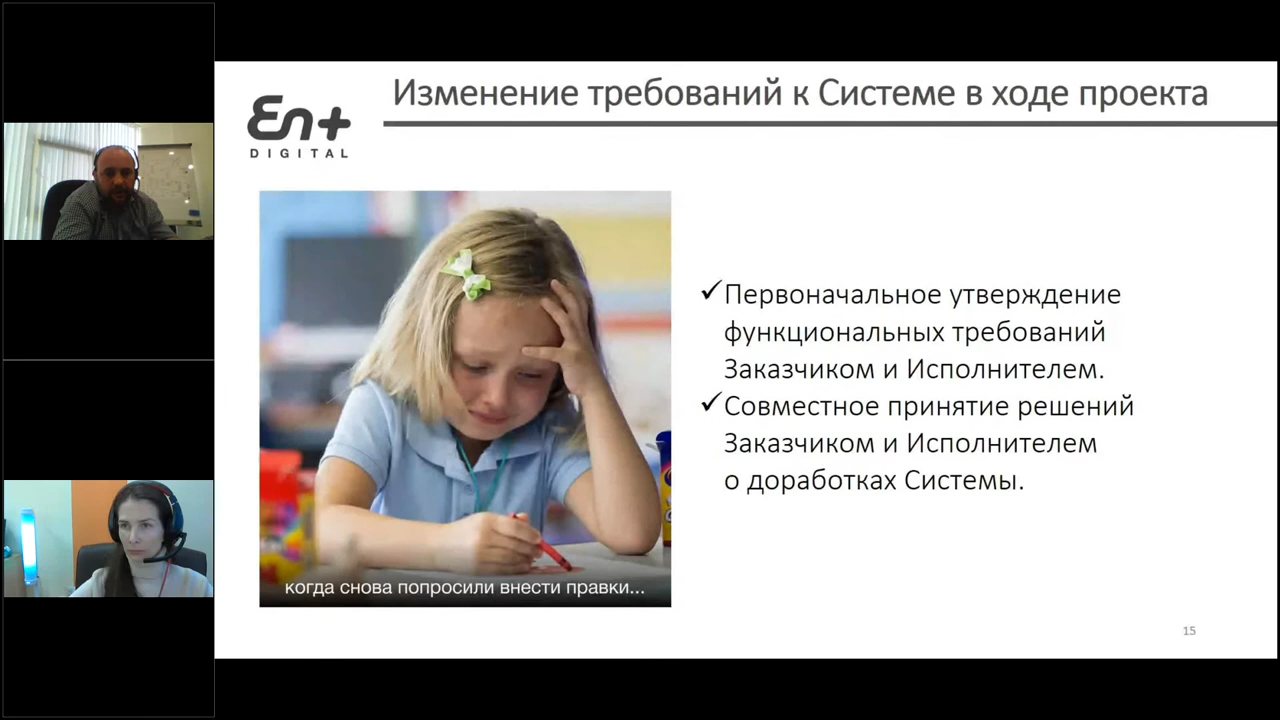 Изменение требований к Системе в ходе проекта
En+
DIGITAL
✓Первоначальное утверждение
функциональных требований
Заказчиком и Исполнителем.
✓Совместное принятие решений
Заказчиком и Исполнителем
о доработках Системы.
когда снова попросили внести правки...
15